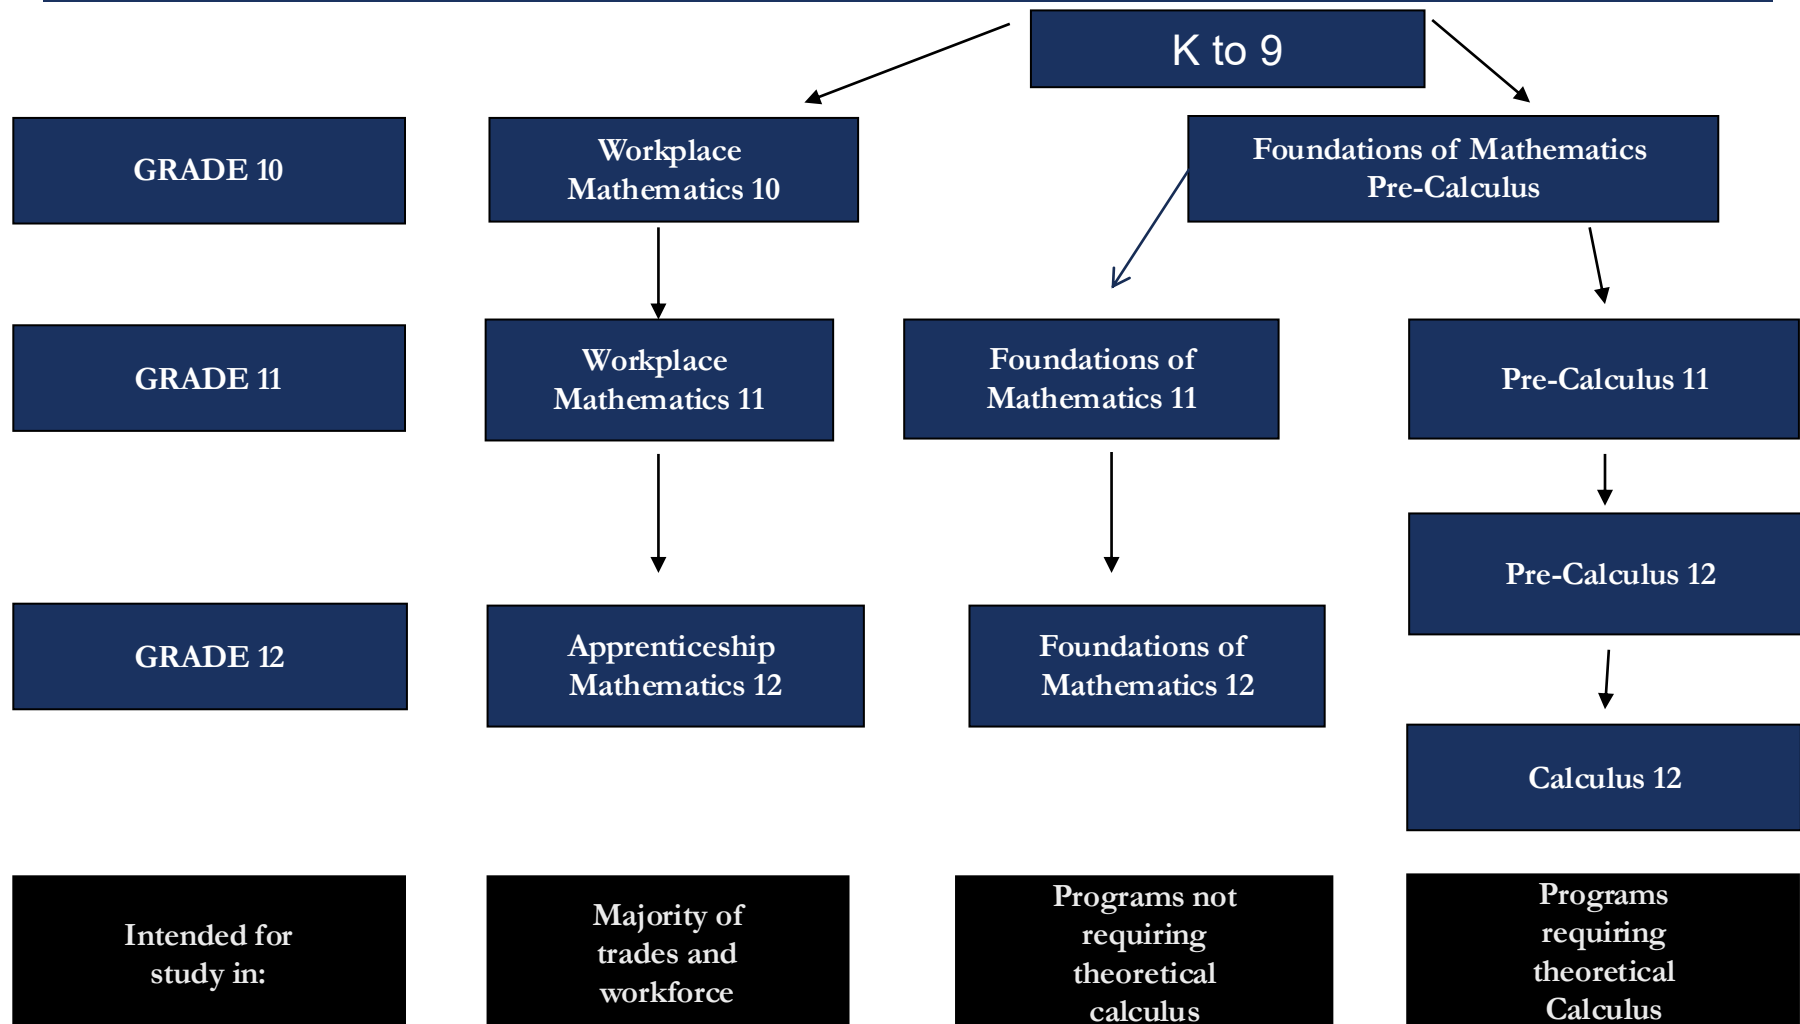 K to 9
GRADE 10
Workplace
Mathematics 10
Foundations of Mathematics
Pre-Calculus
GRADE 11
Workplace
Mathematics 11
Foundations of
Mathematics 11
Pre-Calculus 11
Pre-Calculus 12
GRADE 12
Apprenticeship
Mathematics 12
Foundations of
Mathematics 12
Calculus 12
Intended for
study in:
Majority of
trades and
workforce
Programs not
requiring
theoretical
calculus
Programs
requiring
theoretical
Calculus